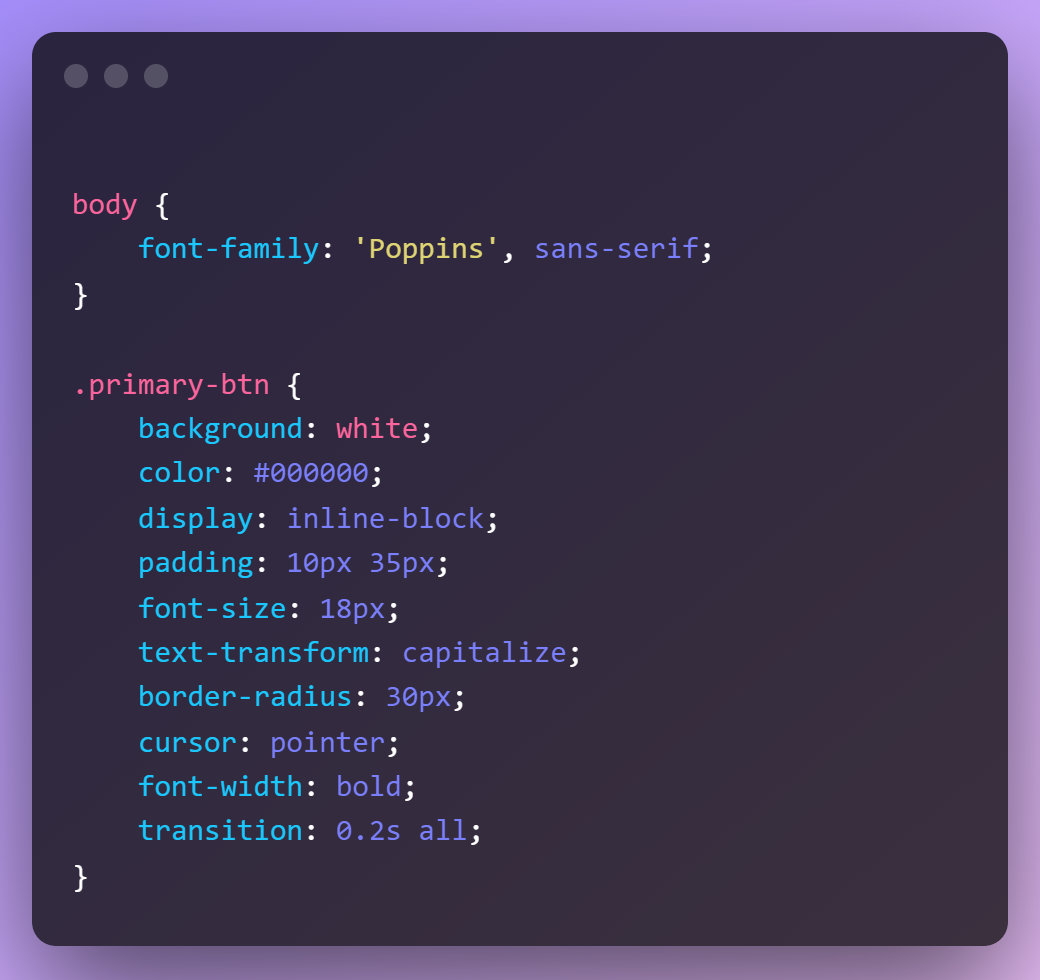 body {
    font-family: 'Poppins', sans-serif;
}

.primary-btn {
    background: white;
    color: #000000;
    display: inline-block;
    padding: 10px 35px;
    font-size: 18px;
    text-transform: capitalize;
    border-radius: 30px;
    cursor: pointer;
    font-width: bold;
    transition: 0.2s all;
}